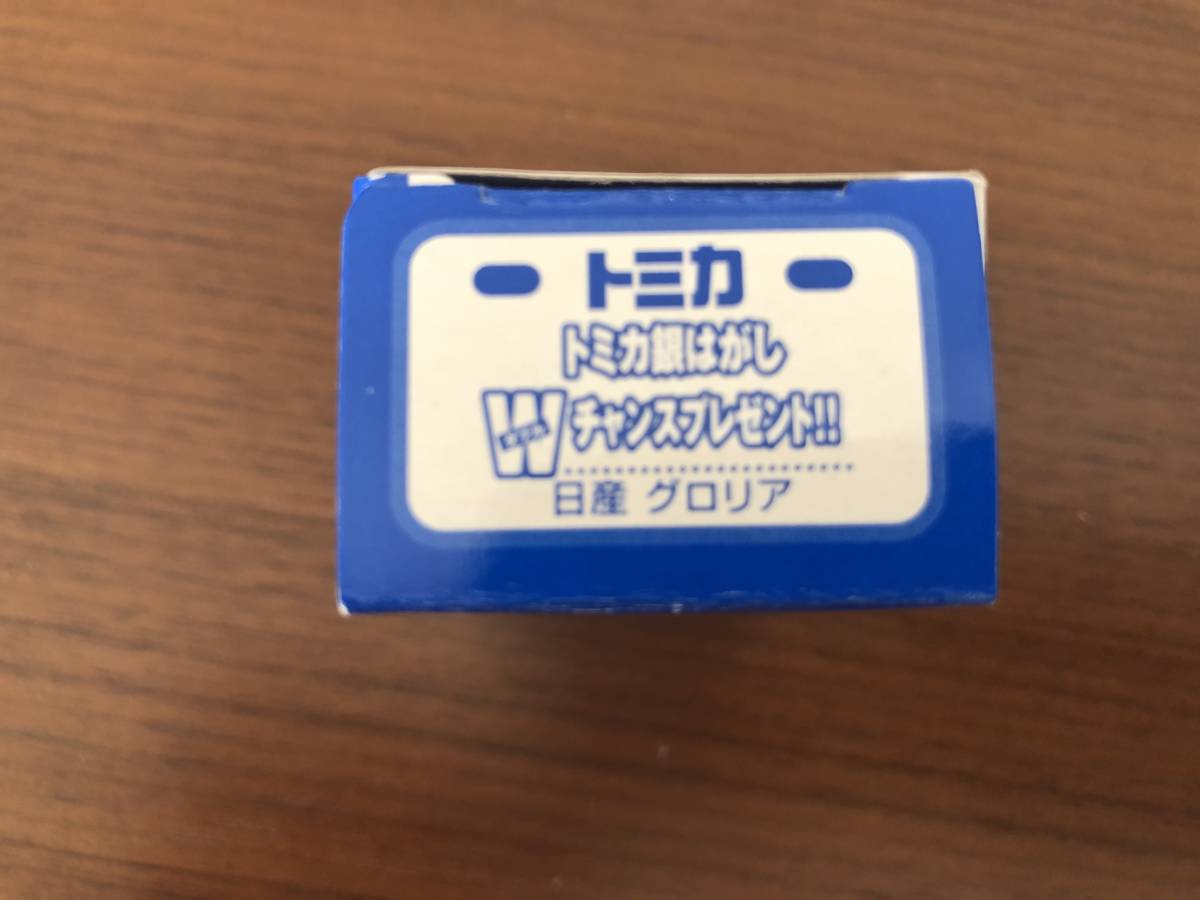 トミカ
トミカ銀はがし
Wチャンスプレゼント!!
日産 グロリア